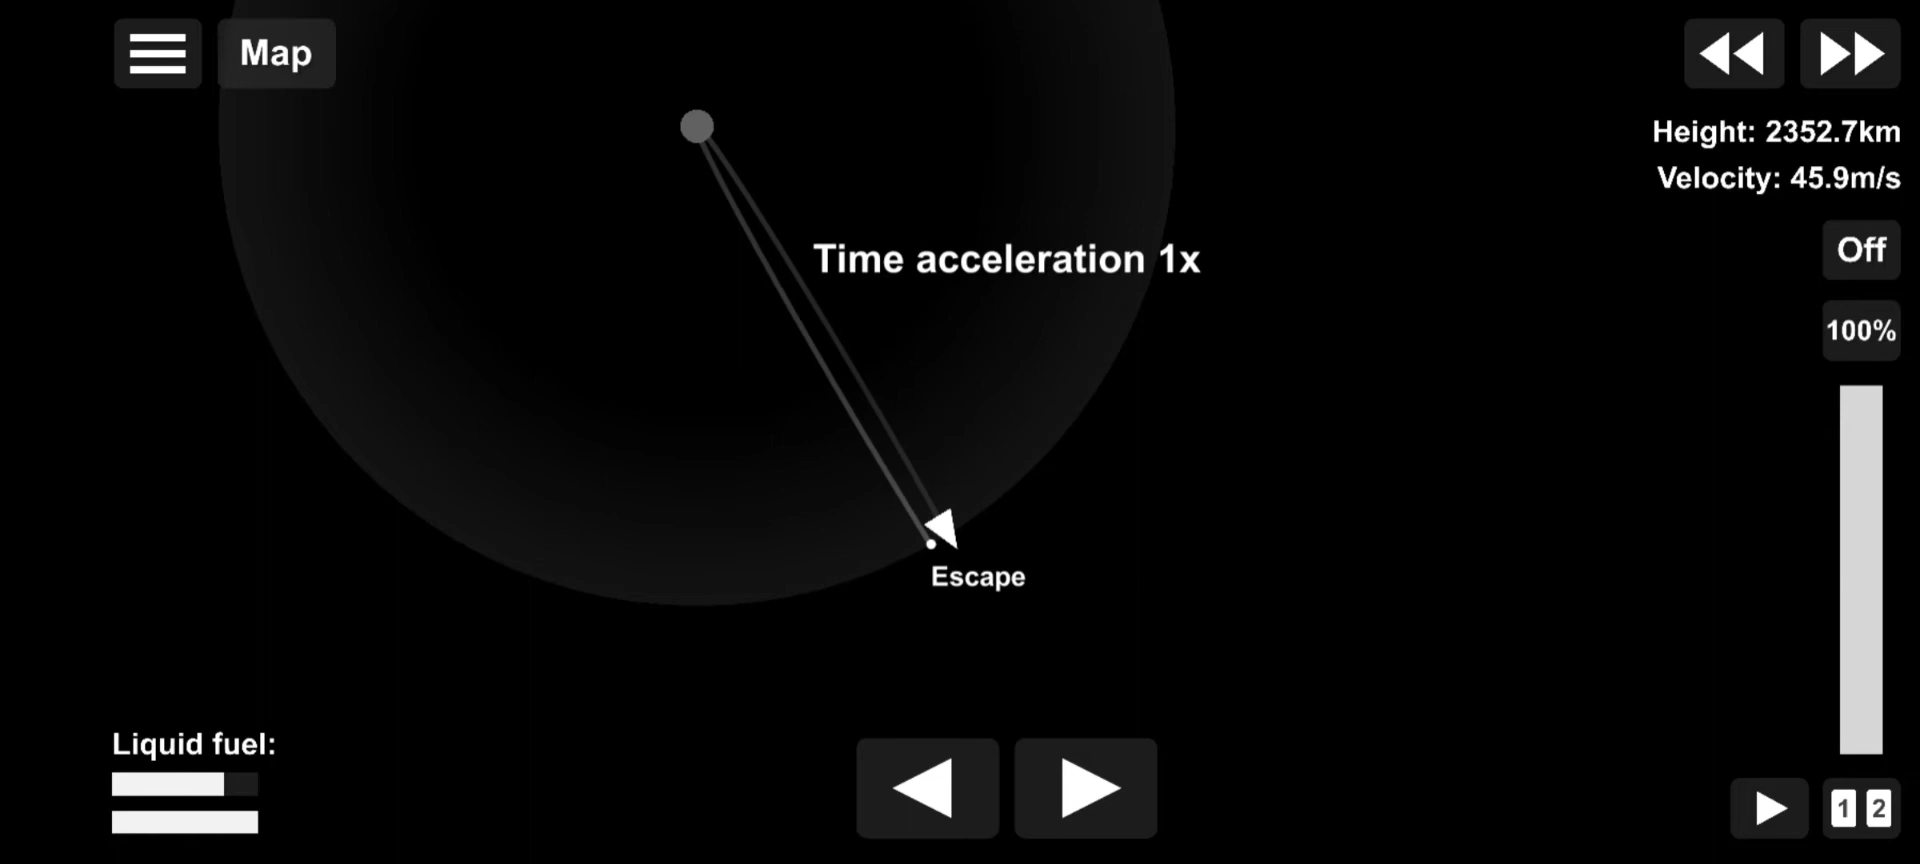 Map
Height: 2352.7km
Velocity: 45.9m/s
Off
Time acceleration 1x
100%
Escape
Liquid fuel:
1 2